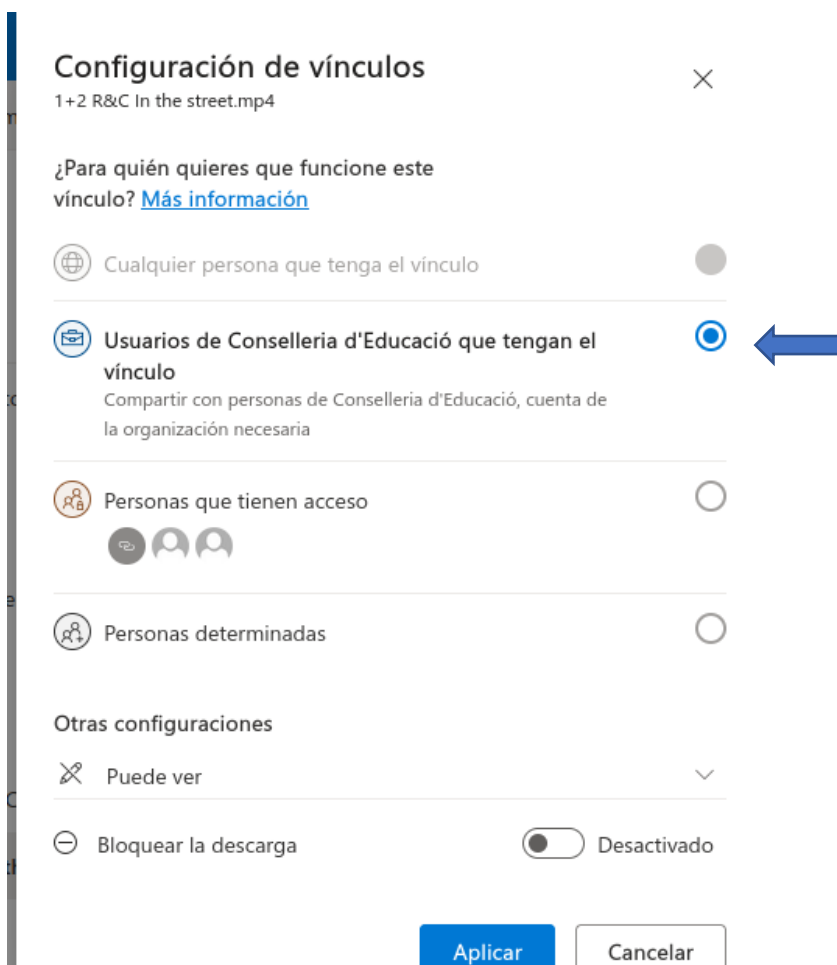 Configuración de vínculos
1+2 R&C In the street.mp4
¿Para quién quieres que funcione este
vínculo? Más información
Cualquier persona que tenga el vínculo
Usuarios de Conselleria d'Educació que tengan el
vínculo
Compartir con personas de Conselleria d'Educació, cuenta de
la organización necesaria
Personas que tienen acceso
Personas determinadas
Otras configuraciones
Puede ver
Bloquear la descarga Desactivado
Aplicar Cancelar